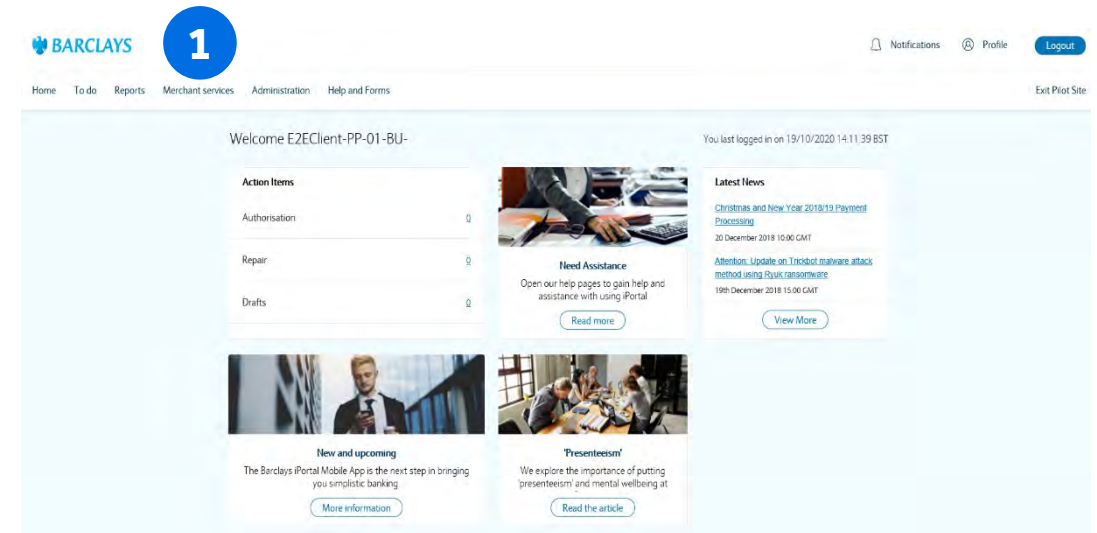 BARCLAYS
1
Notifications
Profile
Logout
Home To do Reports Merchant services Administration Help and Forms
Exit Pilot Site
Welcome E2EClient-PP-01-BU-
You last logged in on 19/10/2020 14:11:39 BST
Action Items
Authorisation 0
Repair 0
Drafts 0
Need Assistance
Open our help pages to gain help and
assistance with using iPortal
Read more
Latest News
Christmas and New Year 2018/19 Payment
Processing
20 December 2018 10:00 GMT
Attention: Update on Trickbot malware attack
method using Ryuk ransomware
19th December 2018 15:00 GMT
View More
New and upcoming
The Barclays iPortal Mobile App is the next step in bringing
you simplistic banking
More information
'Presenteeism'
We explore the importance of putting
'presenteeism' and mental wellbeing at
Read the article